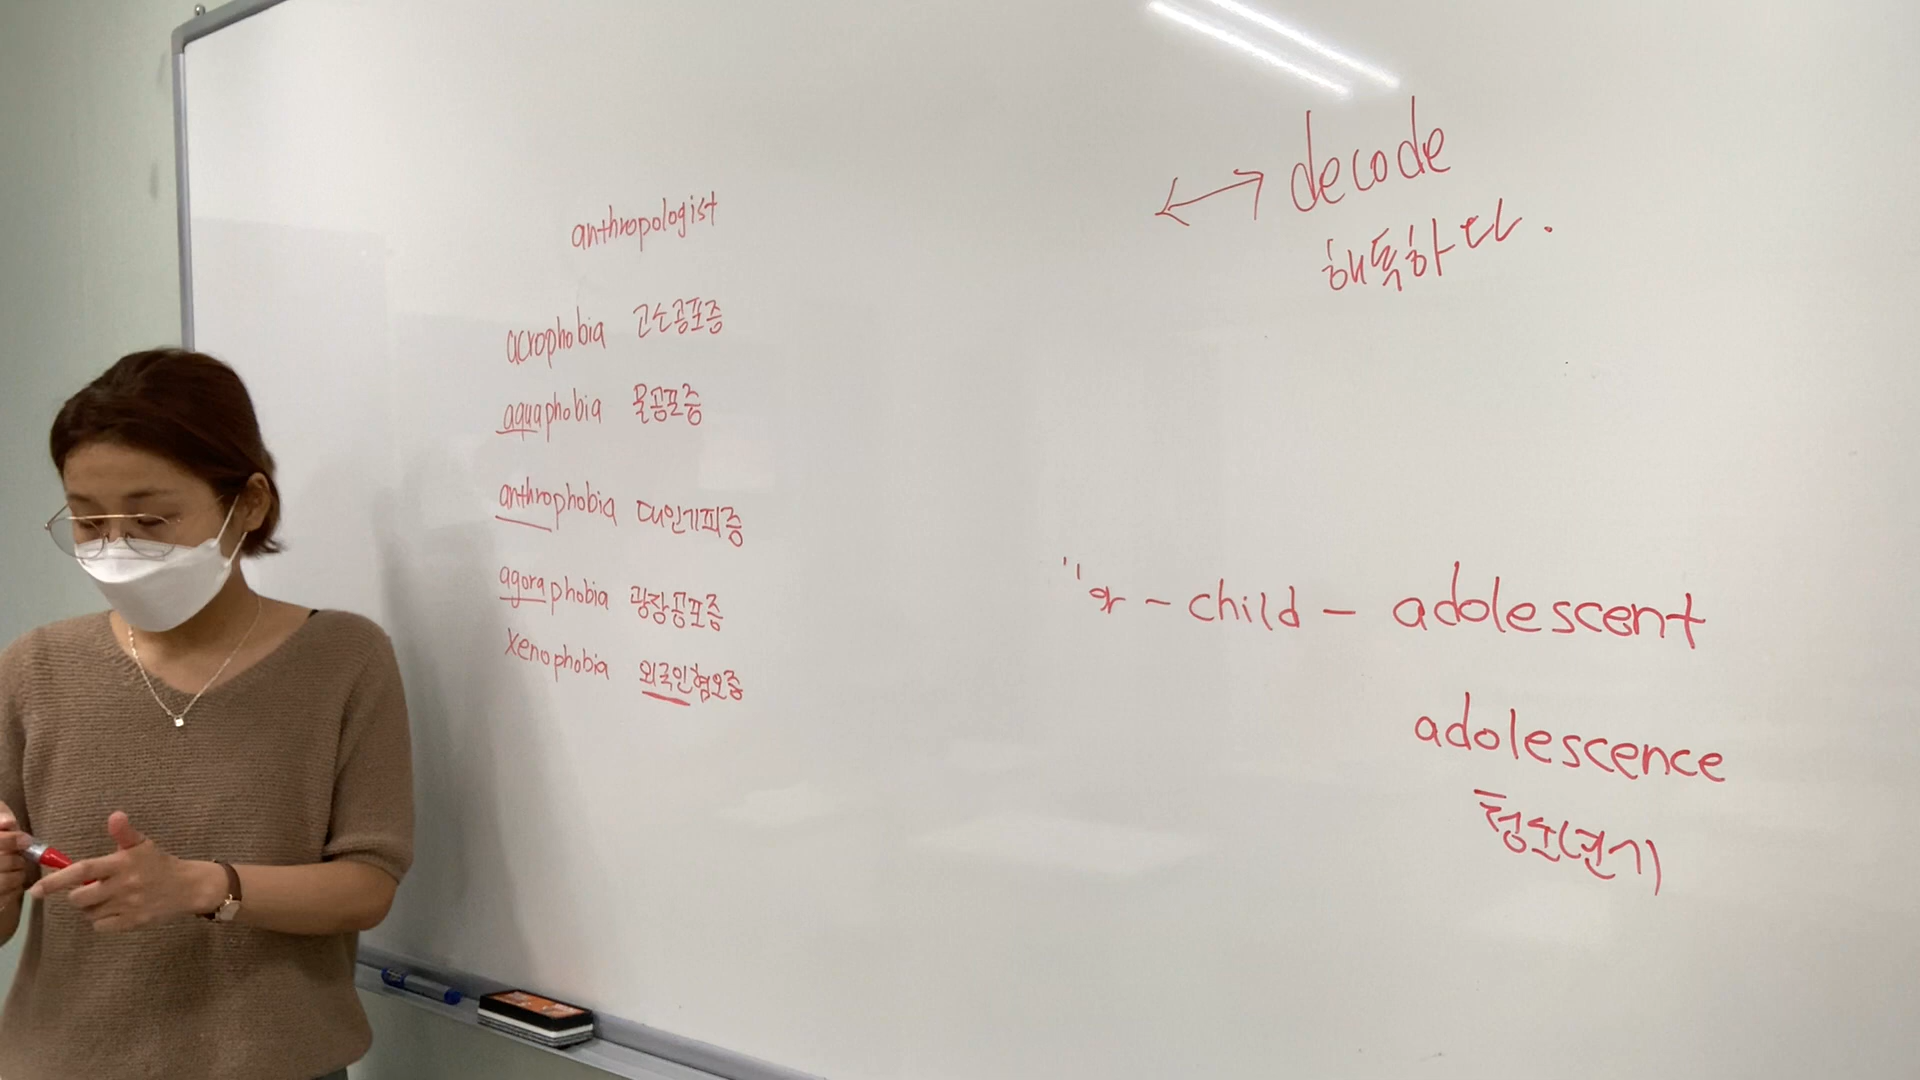 anthropologist
acrophobia 고소공포증
aquaphobia 물공포증
anthrophobia 대인기피증
agoraphobia 광장공포증
xenophobia 외국인혐오증
↔ decode
해독하다.
- child - adolescent
adolescence
청소(년기)